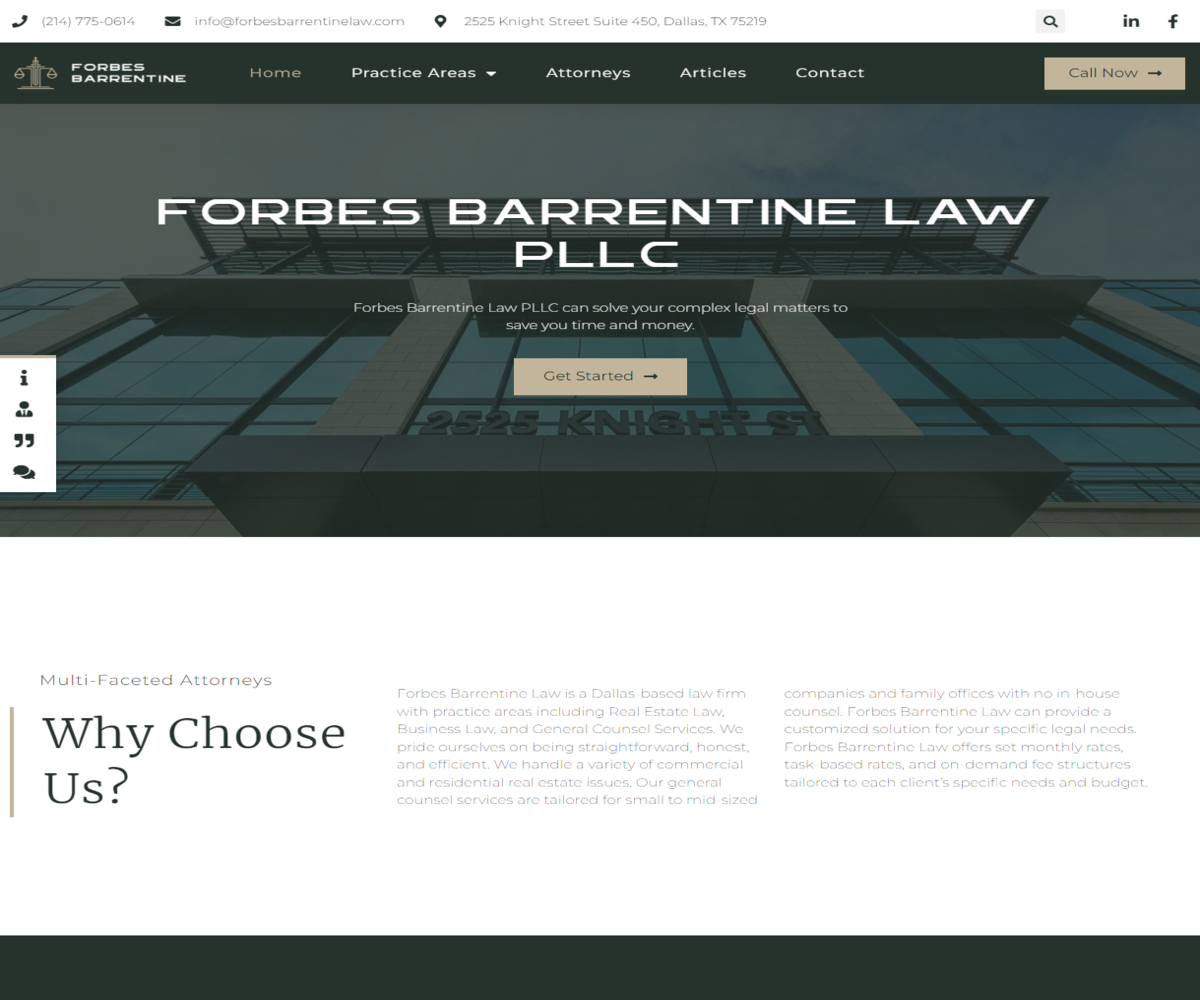 (214) 775-0614
info@forbesbarrentinelaw.com
2525 Knight Street Suite 450, Dallas, TX 75219
FORBES
BARRENTINE
Home
Practice Areas
Attorneys
Articles
Contact
Call Now
FORBES BARRENTINE LAW
PLLC
Forbes Barrentine Law PLLC can solve your complex legal matters to
save you time and money.
Get Started
2525 KNIGHT ST
Multi-Faceted Attorneys
Why Choose
Us?
Forbes Barrentine Law is a Dallas-based law firm
with practice areas including Real Estate Law,
Business Law, and General Counsel Services. We
pride ourselves on being straightforward, honest,
and efficient. We handle a variety of commercial
and residential real estate issues. Our general
counsel services are tailored for small to mid-sized
companies and family offices with no in-house
counsel. Forbes Barrentine Law can provide a
customized solution for your specific legal needs.
Forbes Barrentine Law offers set monthly rates,
task-based rates, and on-demand fee structures
tailored to each client’s specific needs and budget.